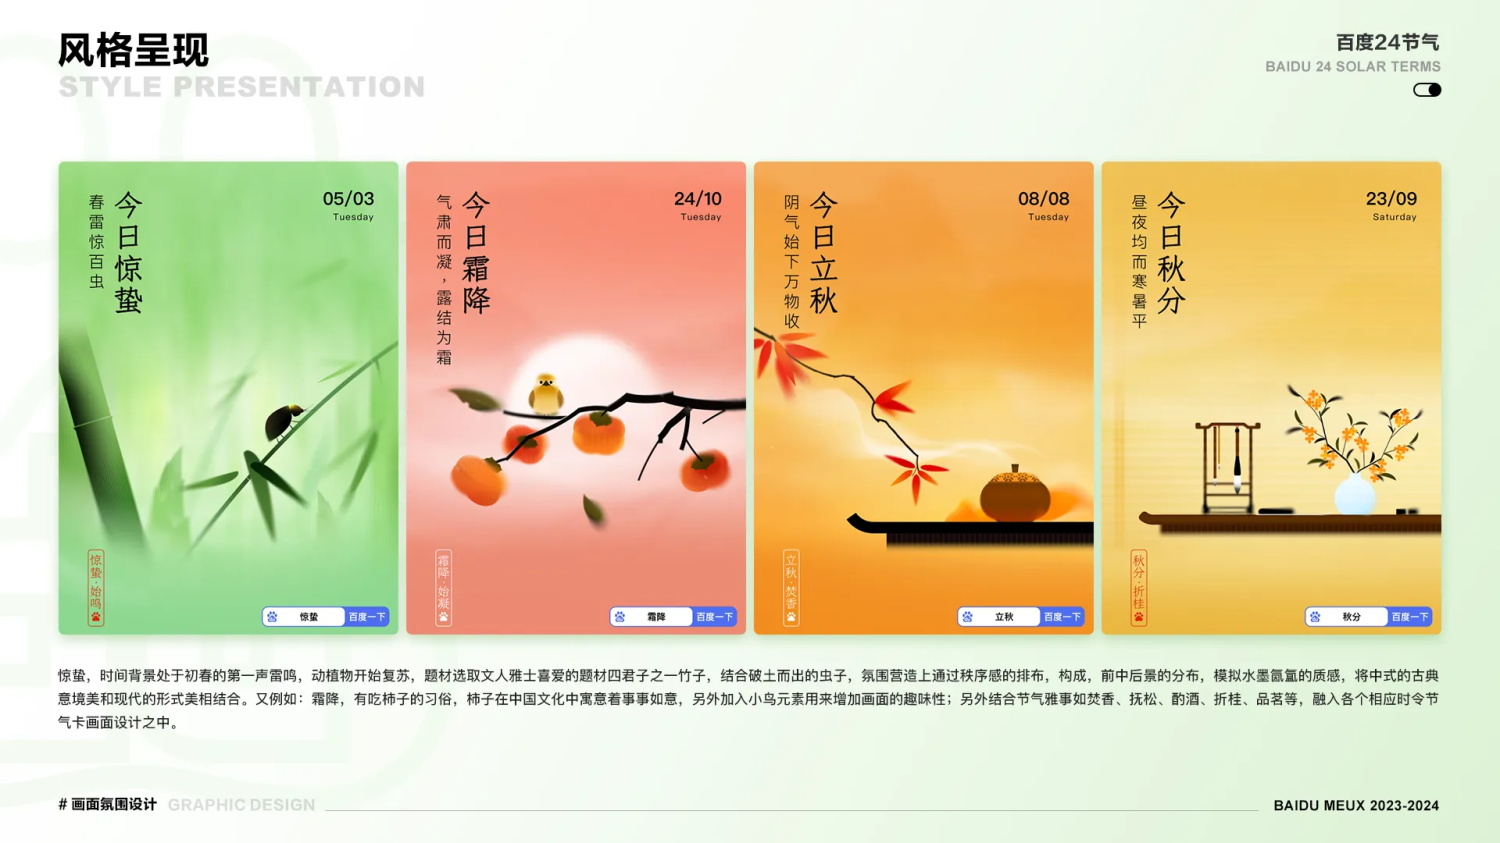 风格呈现
STYLE PRESENTATION
百度24节气
BAIDU 24 SOLAR TERMS
今日惊蛰
春雷惊百虫
05/03
Tuesday
惊蛰·始鸣
惊蛰
百度一下
今日霜降
气肃而凝，露结为霜
24/10
Tuesday
霜降·始凝
霜降
百度一下
今日立秋
阴气始下万物收
08/08
Tuesday
立秋·焚香
立秋
百度一下
今日秋分
昼夜均而寒暑平
23/09
Saturday
秋分·折桂
秋分
百度一下
惊蛰，时间背景处于初春的第一声雷鸣，动植物开始复苏，题材选取文人雅士喜爱的题材四君子之一竹子，结合破土而出的虫子，氛围营造上通过秩序感的排布，构成，前中后景的分布，模拟水墨氤氲的质感，将中式的古典
意境美和现代的形式美相结合。又例如：霜降，有吃柿子的习俗，柿子在中国文化中寓意着事事如意，另外加入小鸟元素用来增加画面的趣味性；另外结合节气雅事如焚香、抚松、酌酒、折桂、品茗等，融入各个相应时令节
气卡画面设计之中。
# 画面氛围设计 GRAPHIC DESIGN
BAIDU MEUX 2023-2024